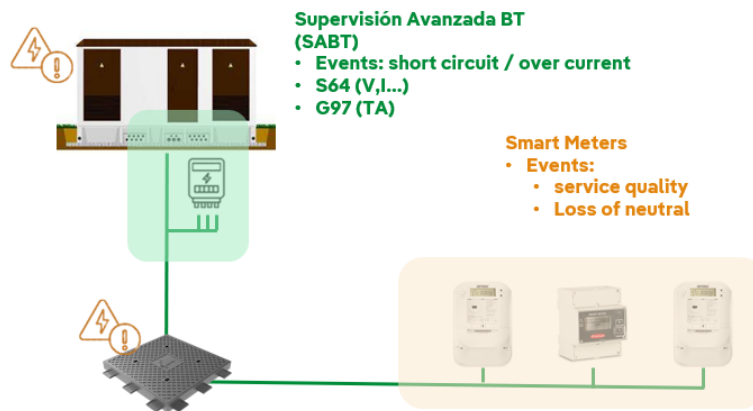 Supervisión Avanzada BT
(SABT)
• Events: short circuit / over current
• S64 (V,I...)
• G97 (TA)
Smart Meters
• Events:
• service quality
• Loss of neutral